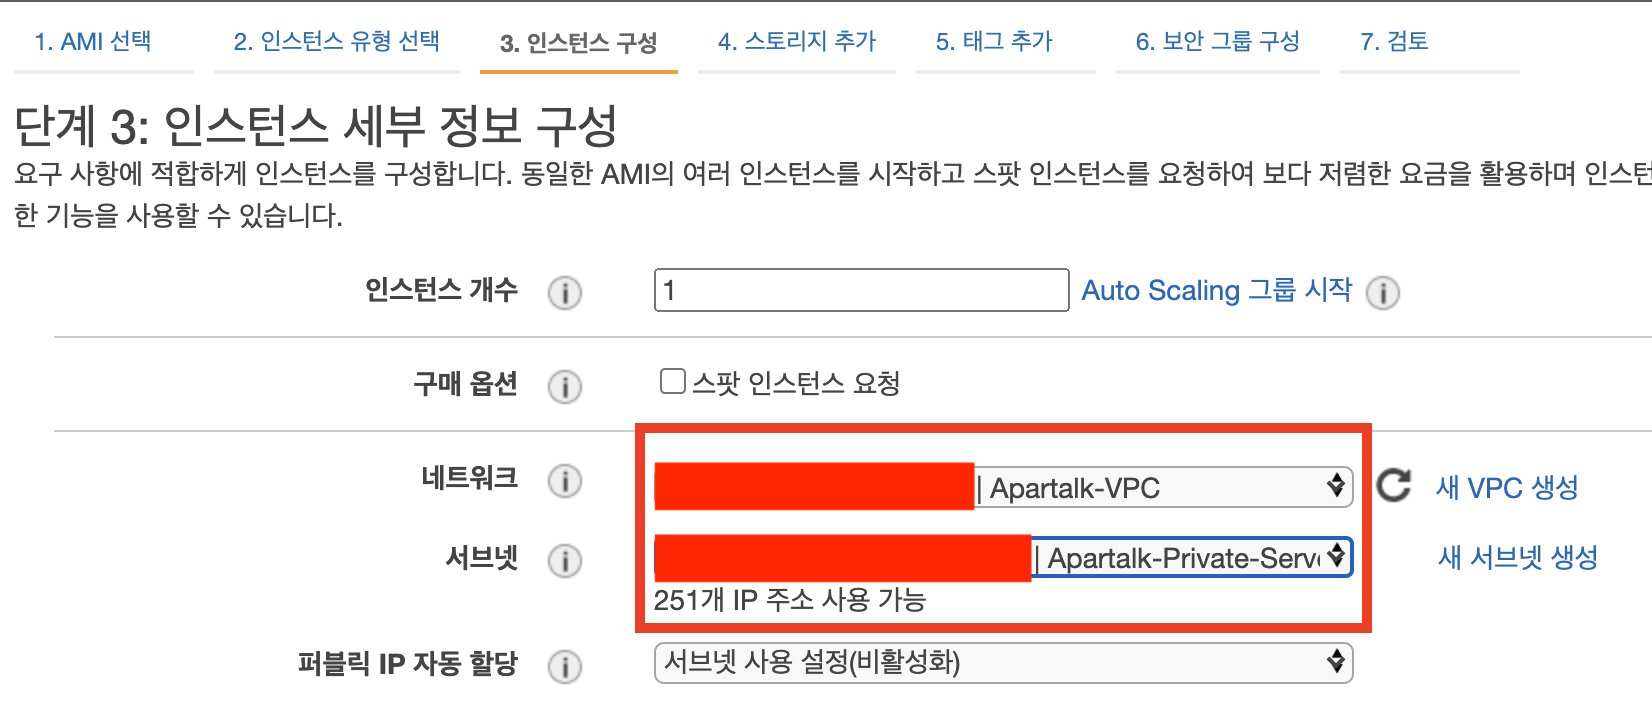 1. AMI 선택 2. 인스턴스 유형 선택 3. 인스턴스 구성 4. 스토리지 추가 5. 태그 추가 6. 보안 그룹 구성 7. 검토
단계 3: 인스턴스 세부 정보 구성
요구 사항에 적합하게 인스턴스를 구성합니다. 동일한 AMI의 여러 인스턴스를 시작하고 스팟 인스턴스를 요청하여 보다 저렴한 요금을 활용하며 인스턴
한 기능을 사용할 수 있습니다.
인스턴스 개수 1 Auto Scaling 그룹 시작
구매 옵션 스팟 인스턴스 요청
네트워크 | Apartalk-VPC 새 VPC 생성
서브넷 | Apartalk-Private-Serv 새 서브넷 생성
251개 IP 주소 사용 가능
퍼블릭 IP 자동 할당 서브넷 사용 설정(비활성화)